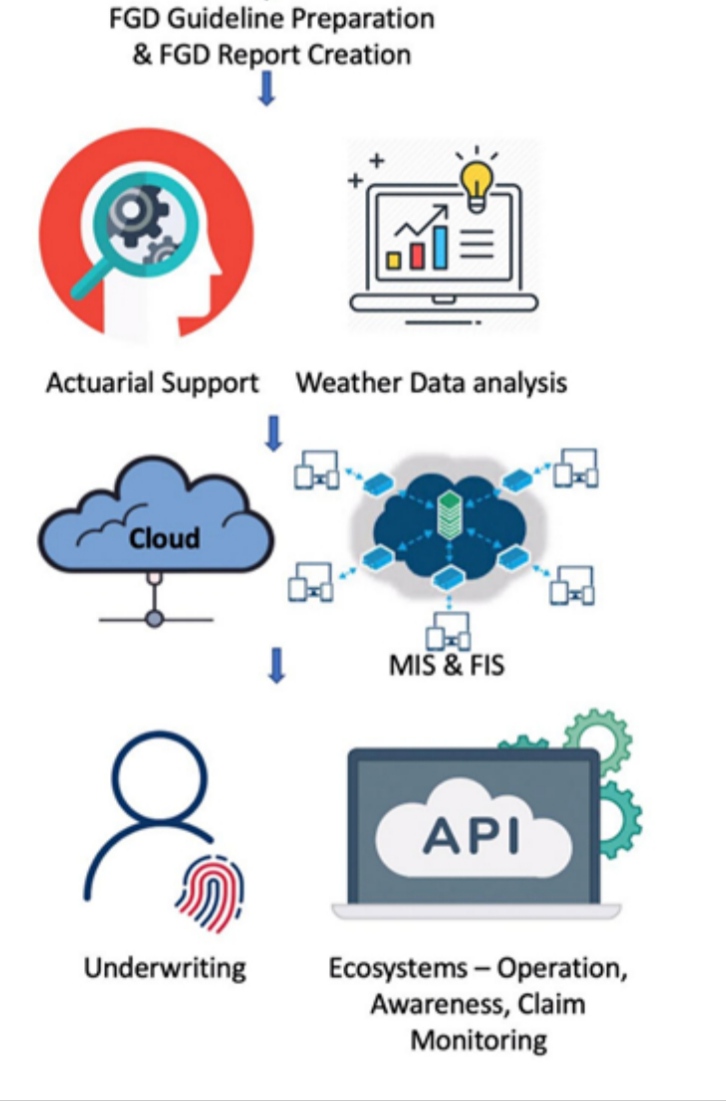 FGD Guideline Preparation
& FGD Report Creation
Actuarial Support
Weather Data analysis
Cloud
MIS & FIS
API
Underwriting
Ecosystems – Operation,
Awareness, Claim
Monitoring